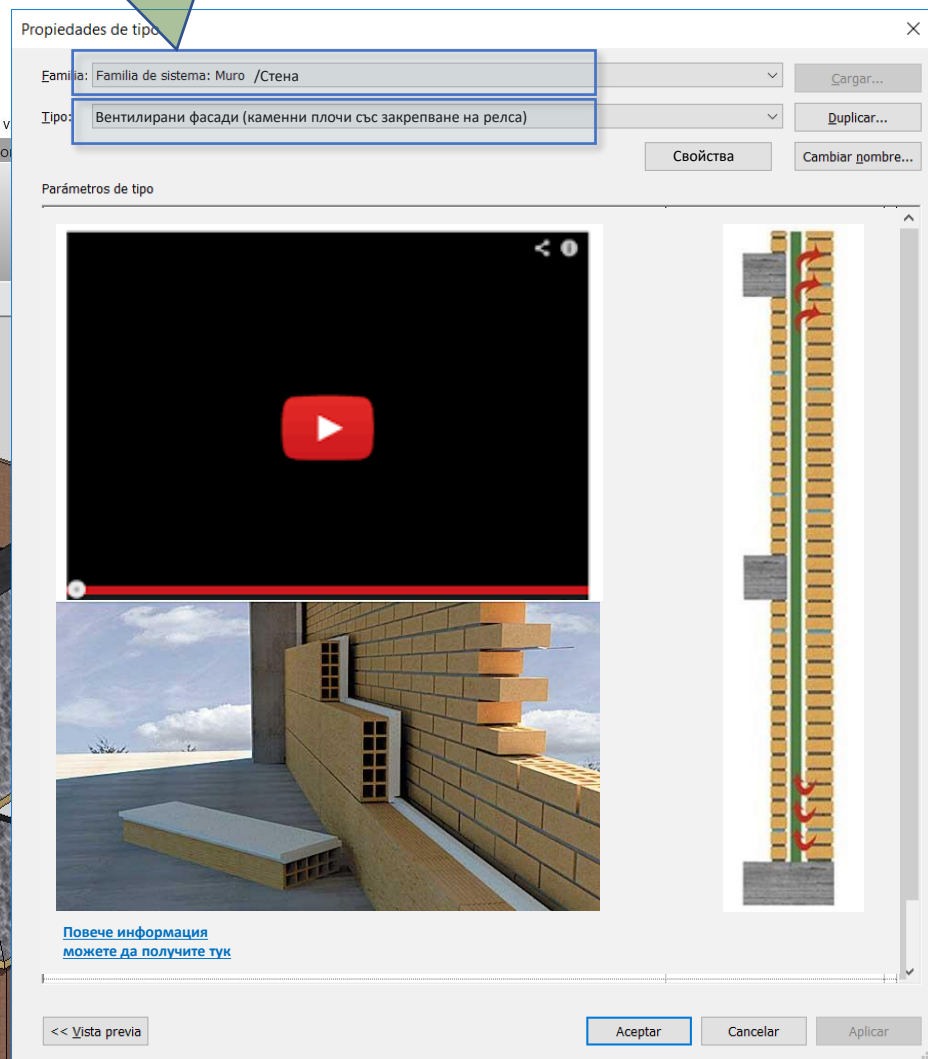 Propiedades de tipo
Familia: Familia de sistema: Muro /Стена
Cargar...
Tipo: Вентилирани фасади (каменни плочи със закрепване на релса)
Duplicar...
Свойства
Cambiar nombre...
Parámetros de tipo
Повече информация
можете да получите тук
<< Vista previa
Aceptar
Cancelar
Aplicar